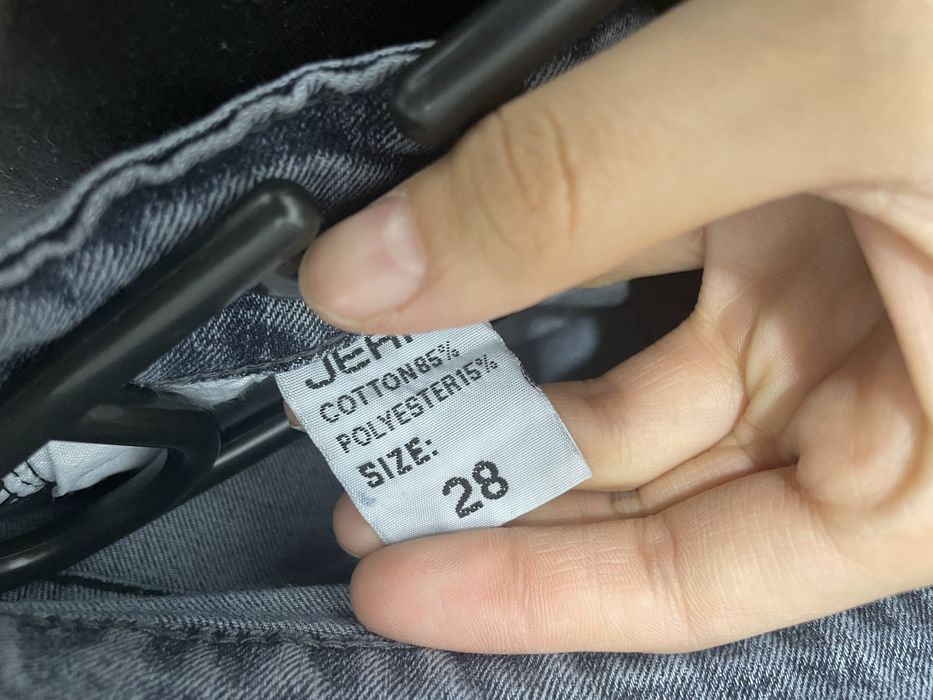 COTTON85%
POLYESTER15%
SIZE:
28